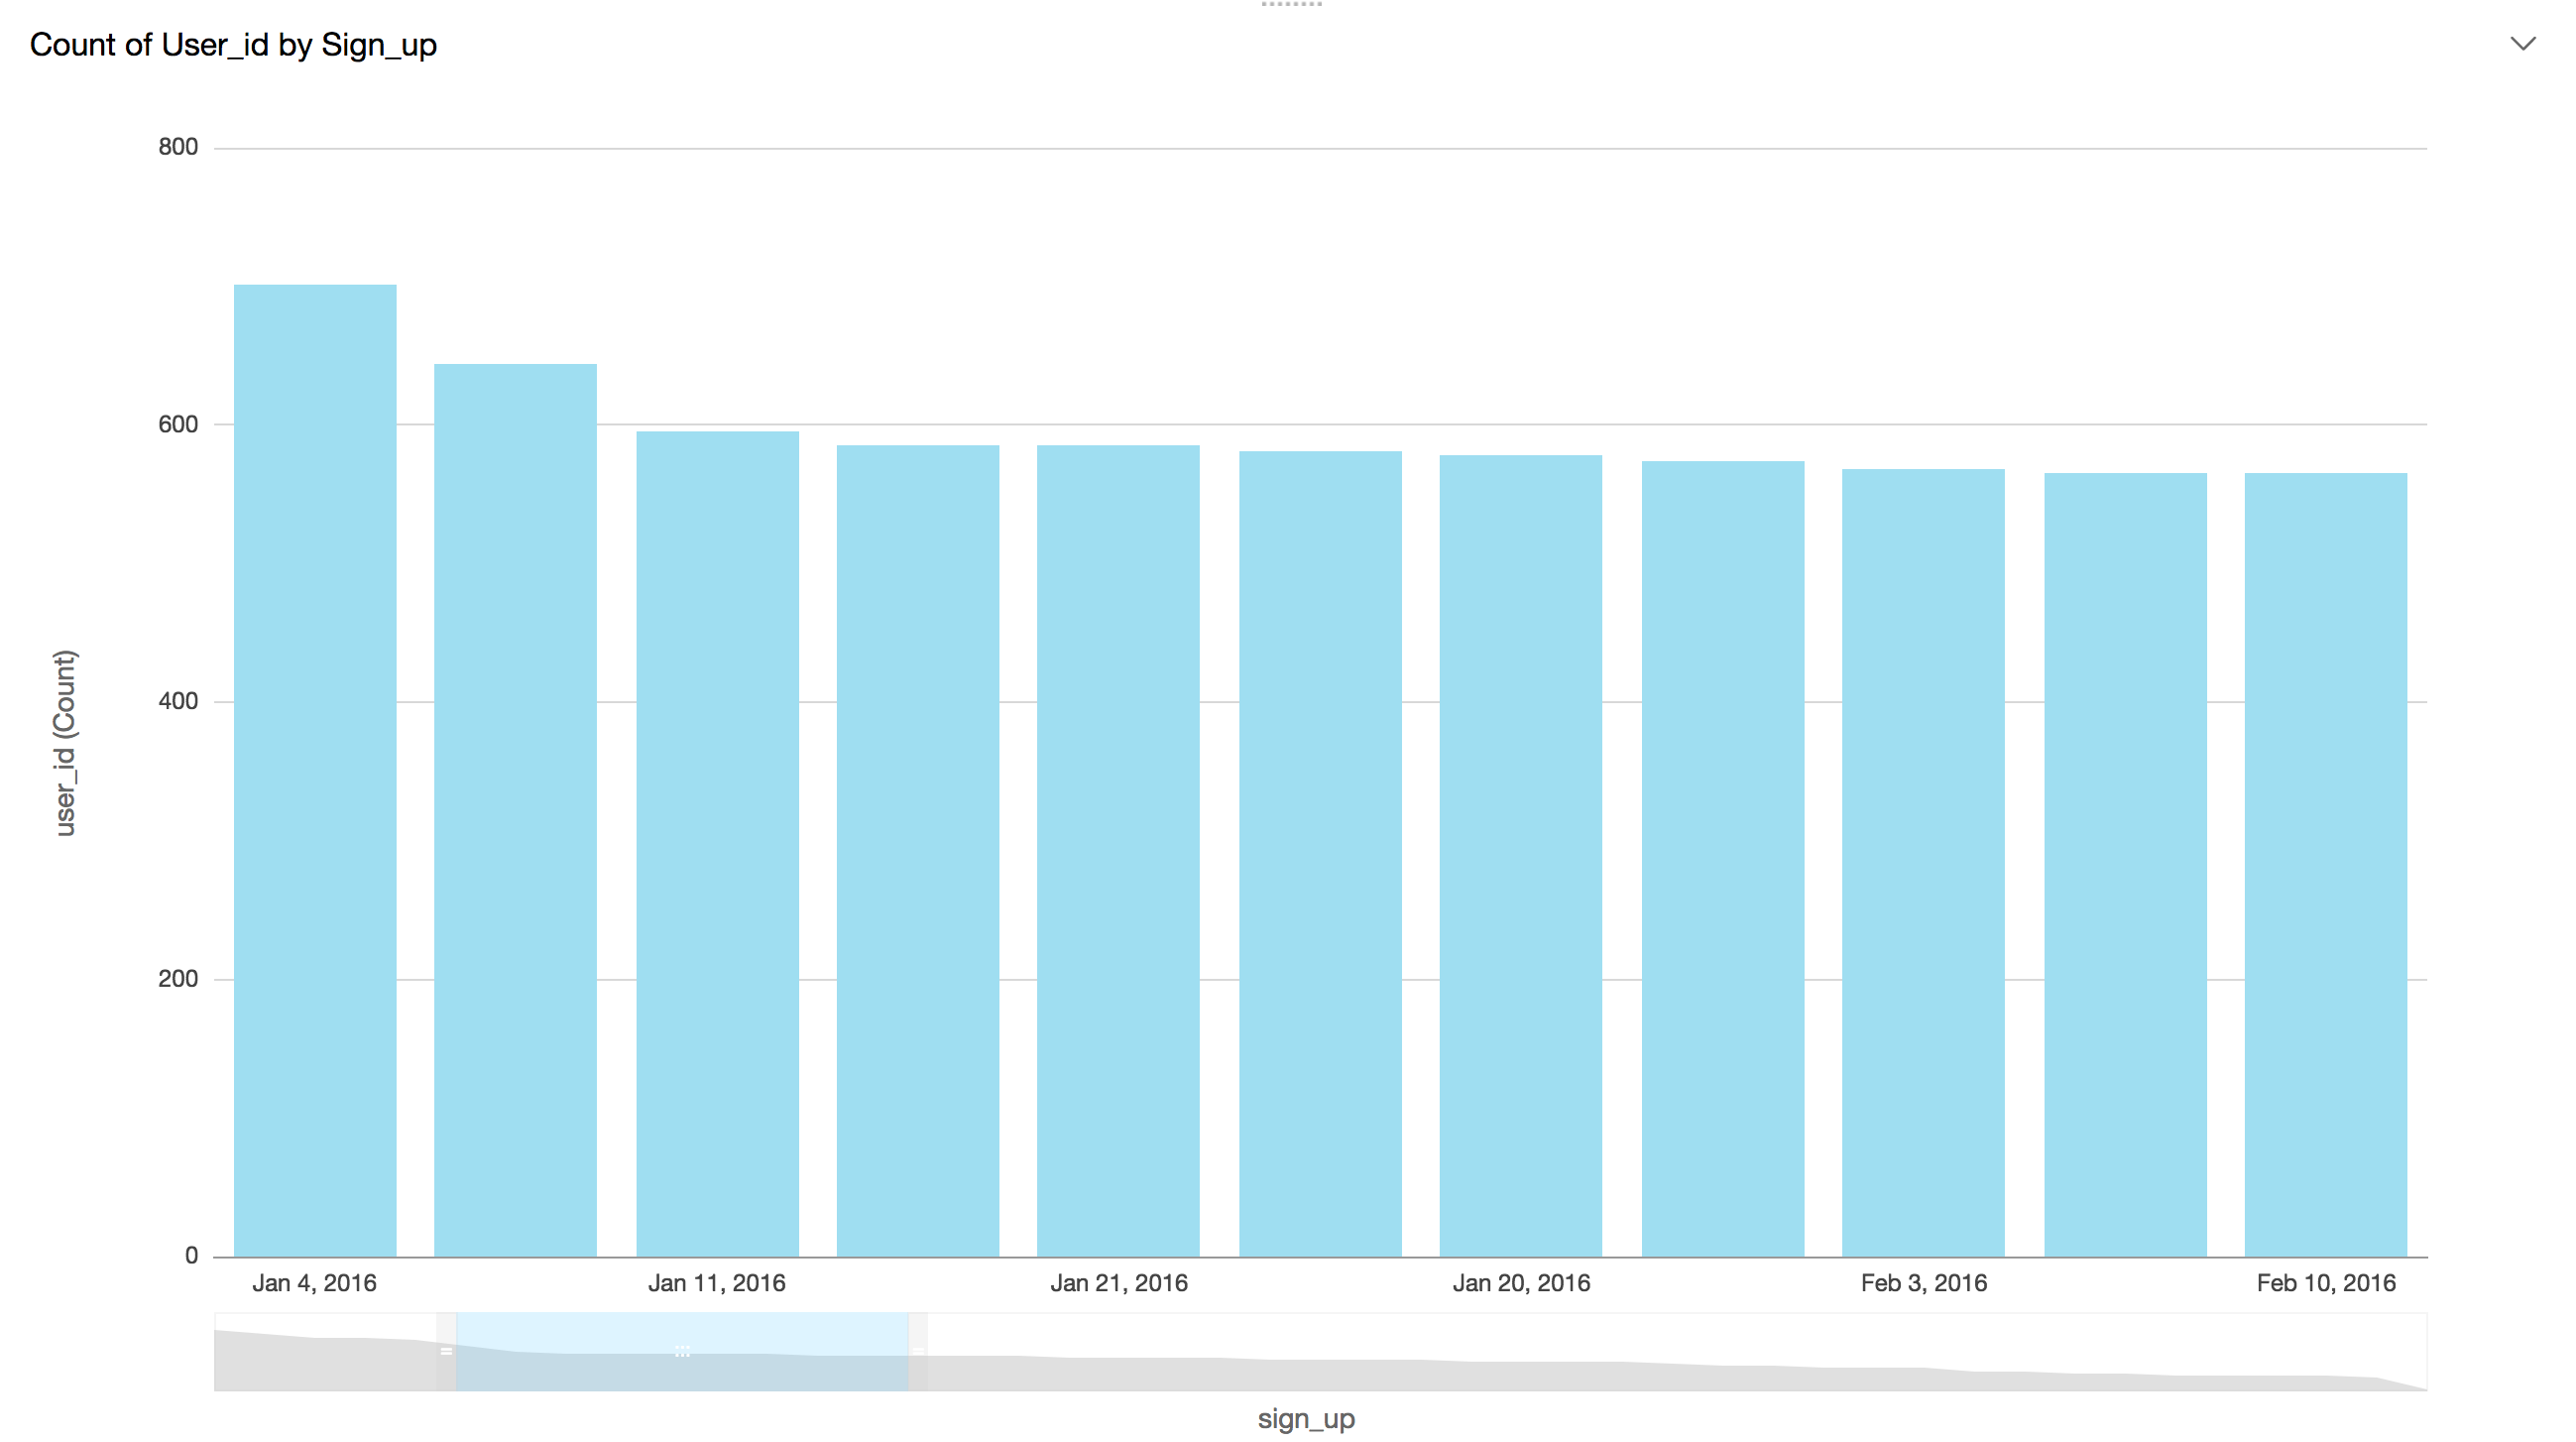 Count of User_id by Sign_up
800
600
400
200
0
user_id (Count)
Jan 4, 2016
Jan 11, 2016
Jan 21, 2016
Jan 20, 2016
Feb 3, 2016
Feb 10, 2016
sign_up